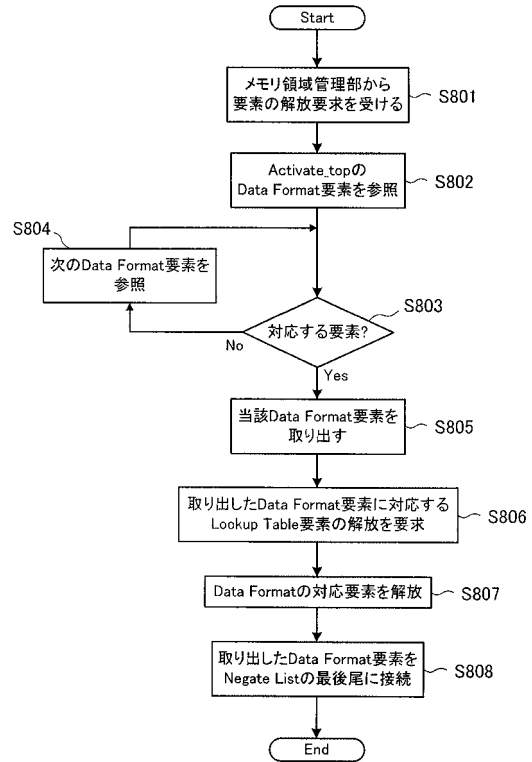 Start
メモリ領域管理部から
要素の解放要求を受ける
S801
Activate_topの
Data Format要素を参照
S802
S804
次のData Format要素を
参照
S803
対応する要素?
No
Yes
当該Data Format要素を
取り出す
S805
取り出したData Format要素に対応する
Lookup Table要素の解放を要求
S806
Data Formatの対応要素を解放
S807
取り出したData Format要素を
Negate Listの最後尾に接続
S808
End